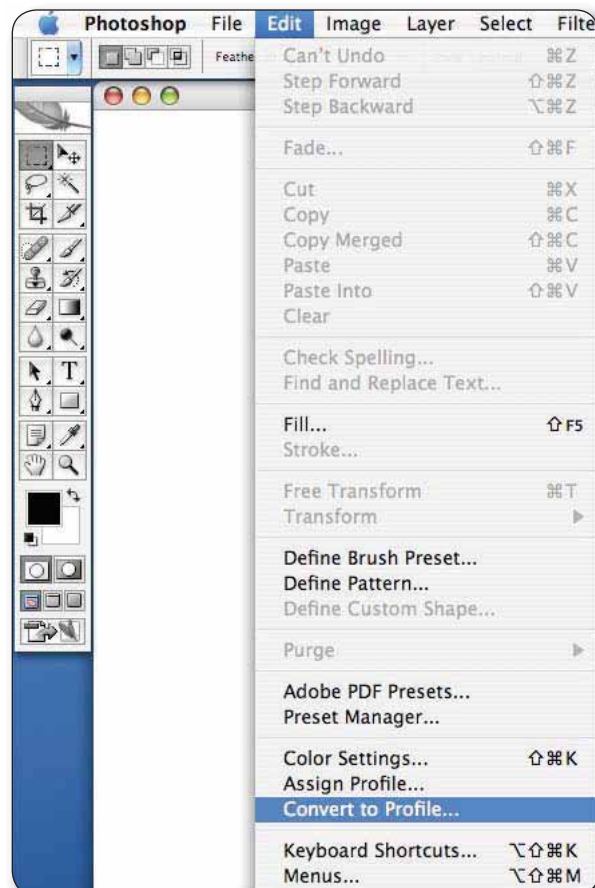 Photoshop File Edit Image Layer Select Filte
Feathe
Can't Undo ⌘Z
Step Forward ⇧⌘Z
Step Backward ⌥⌘Z
Fade... ⇧⌘F
Cut ⌘X
Copy ⌘C
Copy Merged ⇧⌘C
Paste ⌘V
Paste Into ⇧⌘V
Clear
Check Spelling...
Find and Replace Text...
Fill... ⇧F5
Stroke...
Free Transform ⌘T
Transform
Define Brush Preset...
Define Pattern...
Define Custom Shape...
Purge
Adobe PDF Presets...
Preset Manager...
Color Settings... ⇧⌘K
Assign Profile...
Convert to Profile...
Keyboard Shortcuts... ⌥⇧⌘K
Menus... ⌥⇧⌘M